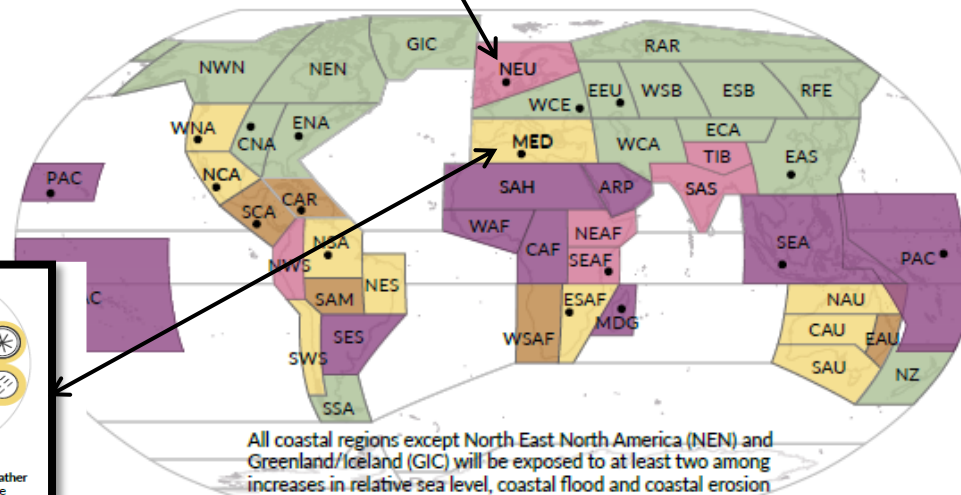 GIC
RAR
NWN
NEN
NEU
WCE
EEU
WSB
ESB
RFE
WNA
CNA
ENA
MED
WCA
ECA
TIB
EAS
NCA
PAC
SAH
ARP
SAS
SCA
CAR
WAF
CAF
NEAF
SEAF
SEA
PAC
NWS
NSA
NES
SAM
SES
SWS
SSA
WSAF
ESAF
MDG
NAU
CAU
EAU
SAU
NZ
All coastal regions except North East North America (NEN) and
Greenland/Iceland (GIC) will be exposed to at least two among
increases in relative sea level, coastal flood and coastal erosion